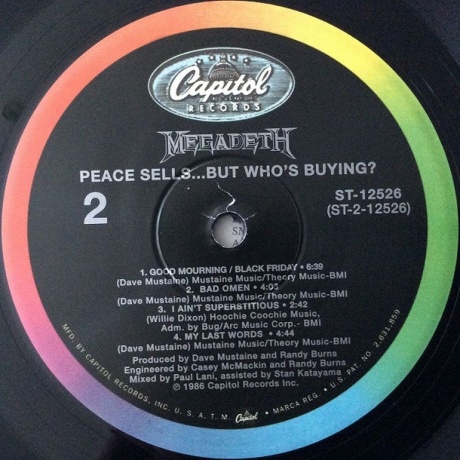 Capitol
RECORDS
MEGADETH
PEACE SELLS...BUT WHO'S BUYING?
2
ST-12526
(ST-2-12526)
1. GOOD MOURNING / BLACK FRIDAY • 6:39
(Dave Mustaine) Mustaine Music/Theory Music-BMI
2. BAD OMEN • 4:03
(Dave Mustaine) Mustaine Music/Theory Music-BMI
3. I AIN'T SUPERSTITIOUS • 2:42
(Willie Dixon) Hoochie Coochie Music,
Adm. by Bug/Arc Music Corp.- BMI
4. MY LAST WORDS • 4:44
(Dave Mustaine) Mustaine Music/Theory Music-BMI
Produced by Dave Mustaine and Randy Burns
Engineered by Casey McMackin and Randy Burns
Mixed by Paul Lani, assisted by Stan Katayama
℗ 1986 Capitol Records Inc.
MFD. BY CAPITOL RECORDS, INC. U. S. A. T. M. Capitol MARCA REG. U.S. PAT. NO. 2,631,859